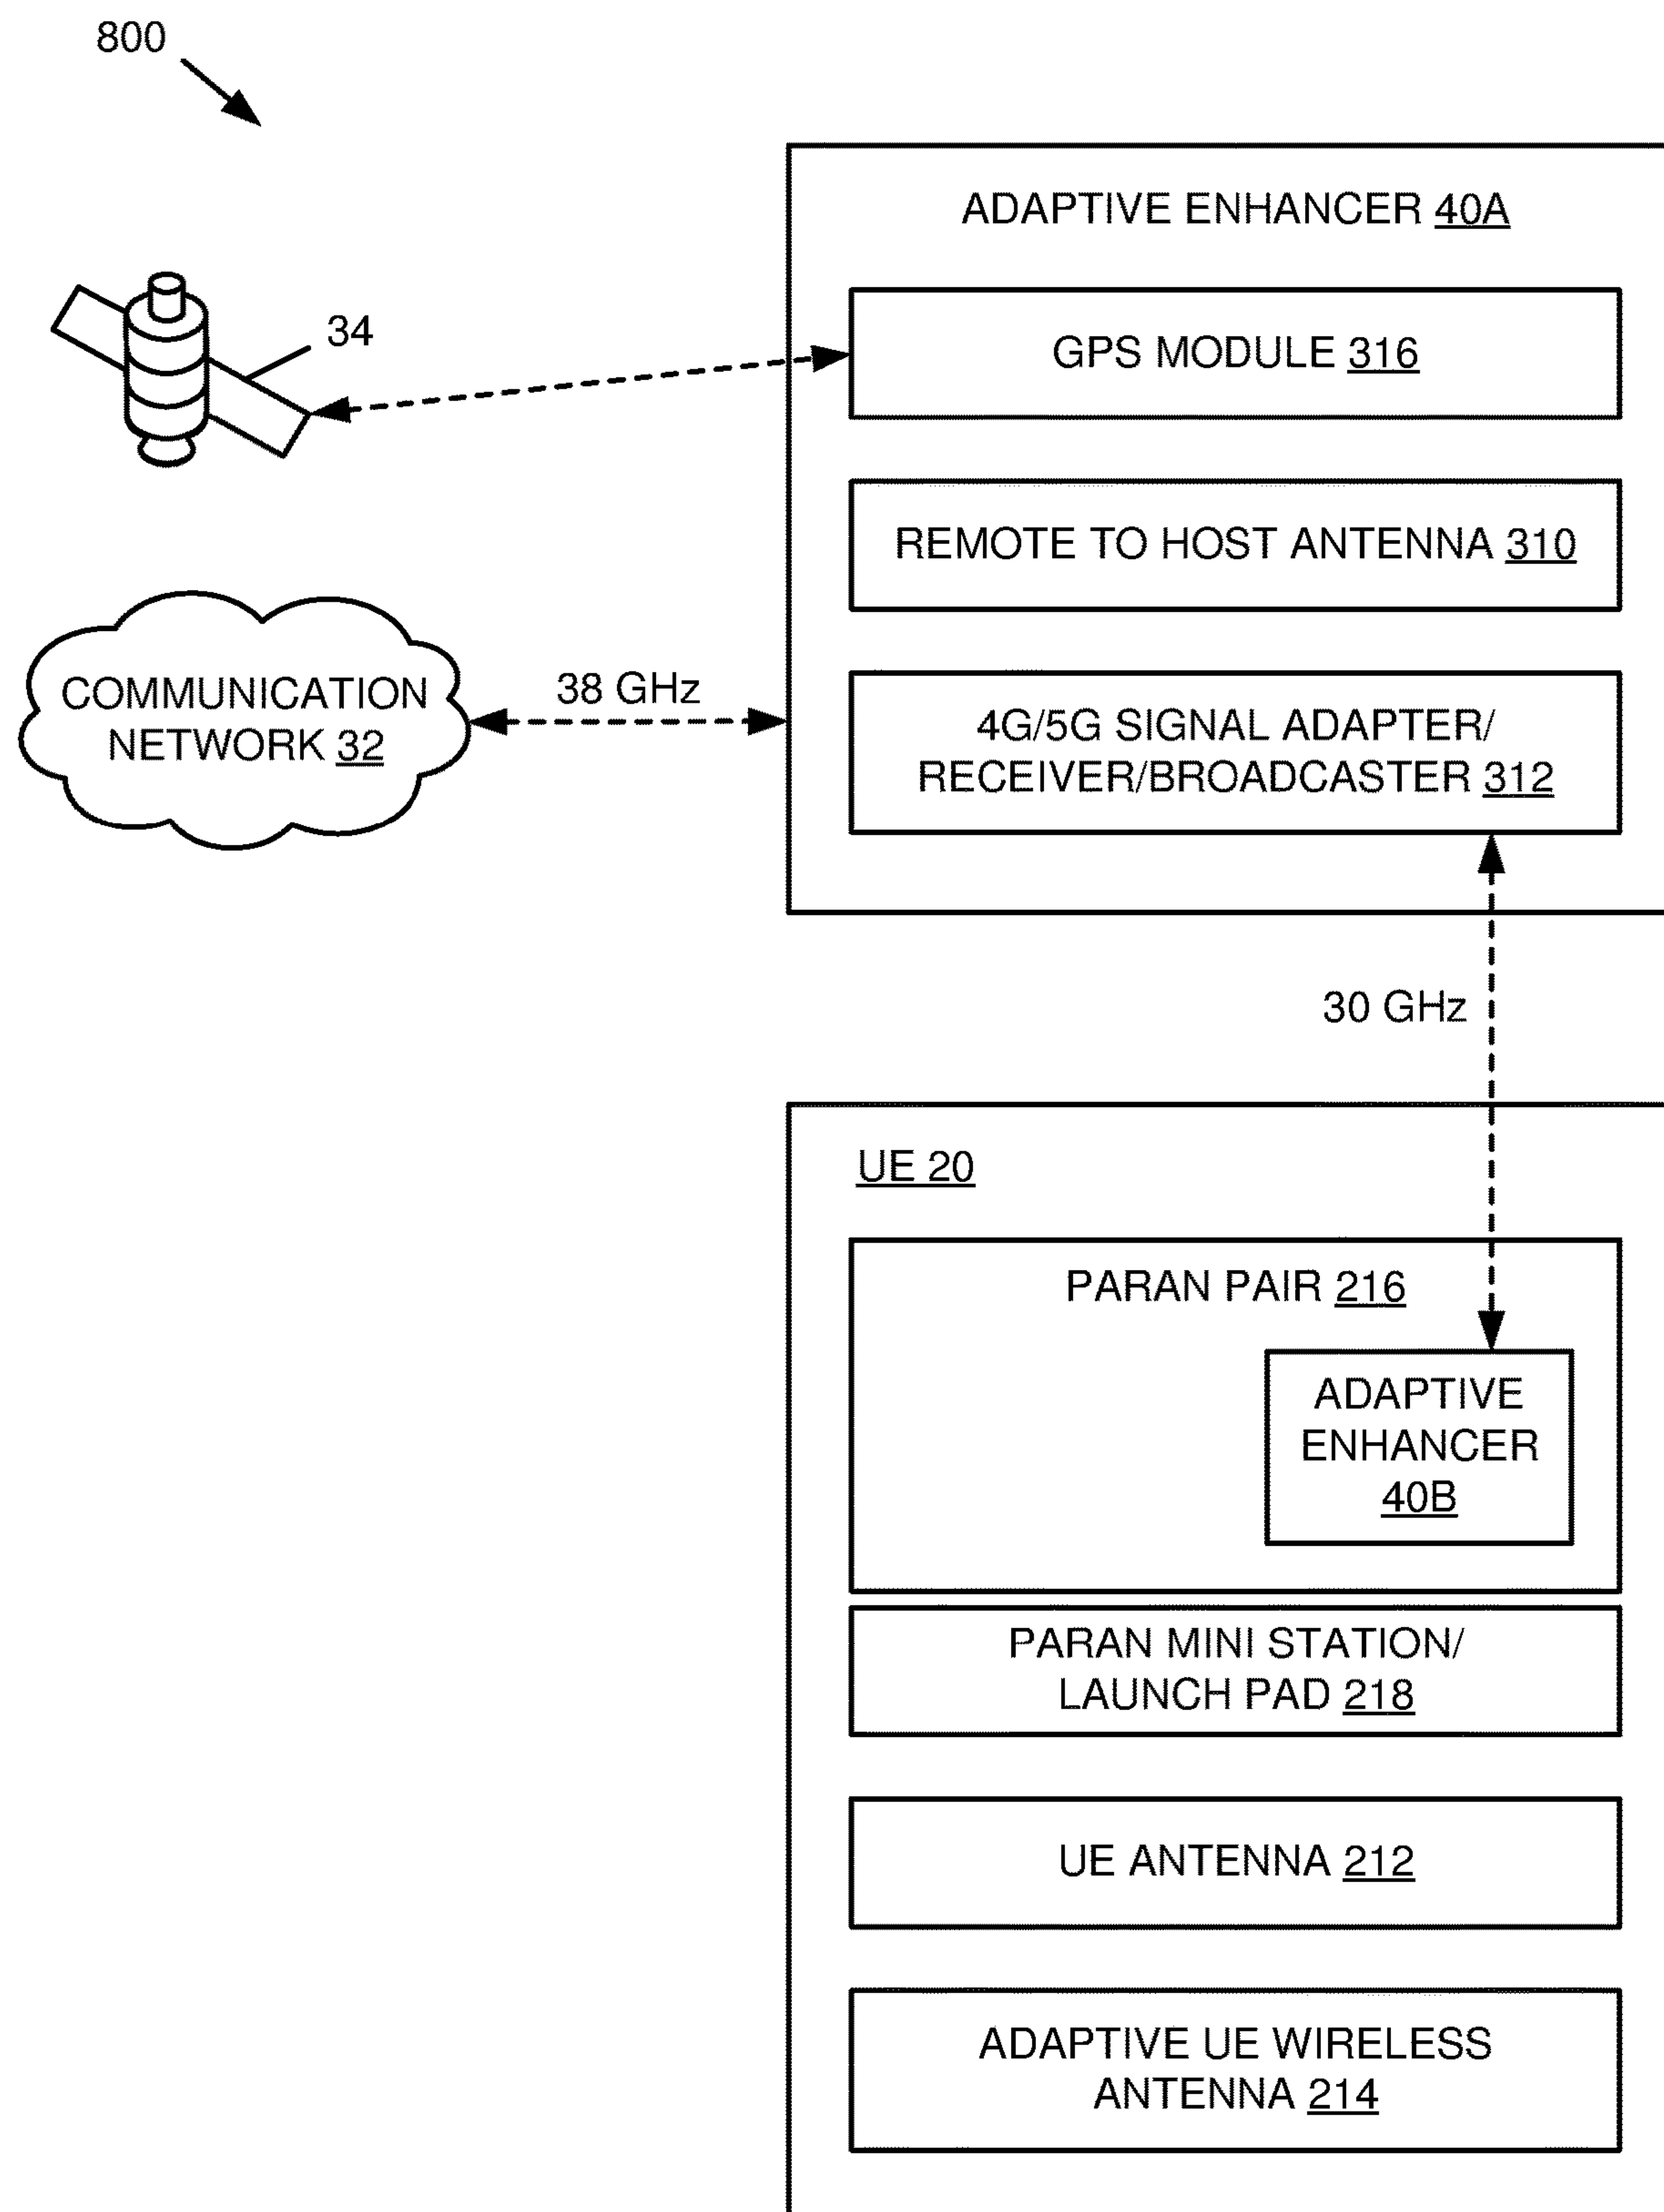 800
ADAPTIVE ENHANCER 40A
GPS MODULE 316
34
REMOTE TO HOST ANTENNA 310
COMMUNICATION
NETWORK 32
38 GHz
4G/5G SIGNAL ADAPTER/
RECEIVER/BROADCASTER 312
30 GHz
UE 20
PARAN PAIR 216
ADAPTIVE
ENHANCER
40B
PARAN MINI STATION/
LAUNCH PAD 218
UE ANTENNA 212
ADAPTIVE UE WIRELESS
ANTENNA 214